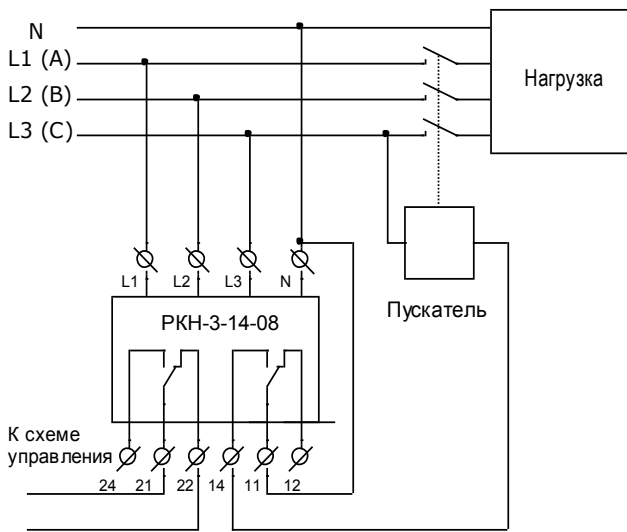 N
L1 (A)
L2 (B)
L3 (C)
Нагрузка
L1 L2 L3 N
Пускатель
РКН-3-14-08
К схеме
управления
24 21 22 14 11 12